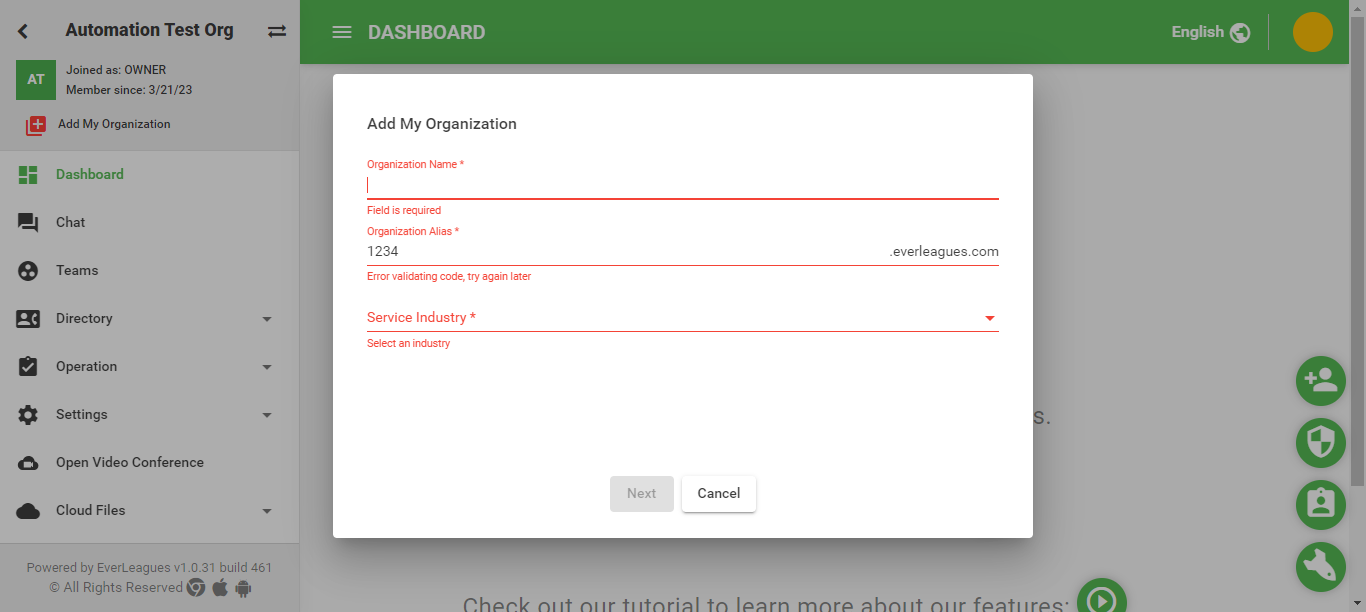 Automation Test Org
AT
Joined as: OWNER
Member since: 3/21/23
Add My Organization
Dashboard
Chat
Teams
Directory
Operation
Settings
Open Video Conference
Cloud Files
Powered by EverLeagues v1.0.31 build 461
© All Rights Reserved
DASHBOARD
English
Add My Organization
Organization Name *
Field is required
Organization Alias *
1234 .everleagues.com
Error validating code, try again later
Service Industry *
Select an industry
s.
Next Cancel
Check out our tutorial to learn more about our features: